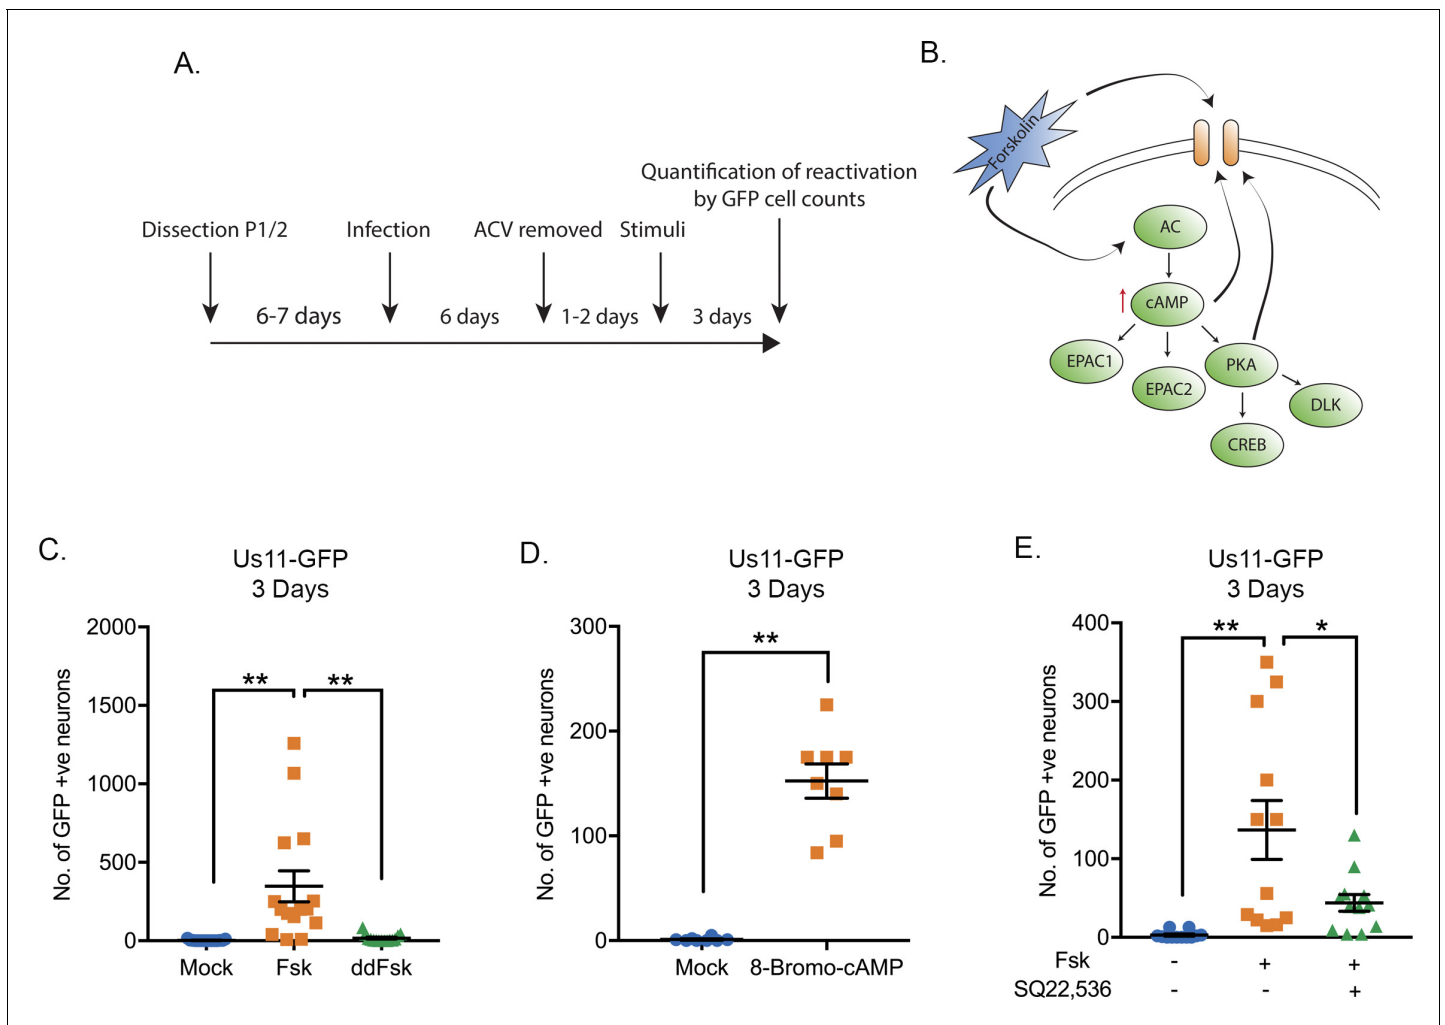 A.
Quantification of reactivation
by GFP cell counts
Dissection P1/2
Infection
ACV removed
Stimuli
6-7 days
6 days
1-2 days
3 days
B.
Forskolin
AC
cAMP
EPAC1
EPAC2
PKA
DLK
CREB
C.
Us11-GFP
3 Days
No. of GFP +ve neurons
2000
1500
1000
500
0
**
**
Mock
Fsk
ddFsk
D.
Us11-GFP
3 Days
No. of GFP +ve neurons
300
200
100
0
**
Mock
8-Bromo-cAMP
E.
Us11-GFP
3 Days
No. of GFP +ve neurons
400
300
200
100
0
**
*
Fsk - + +
SQ22,536 - - +